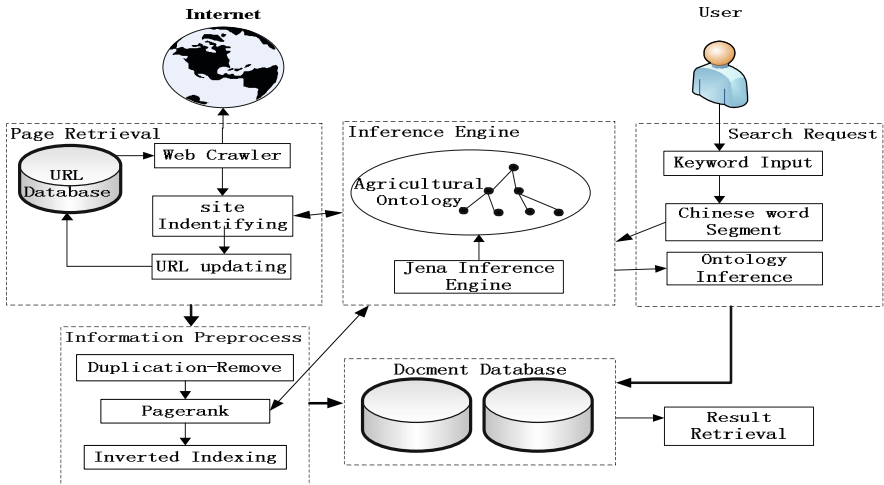 Internet
User
Page Retrieval
URL
Database
Web Crawler
site
Indentifying
URL updating
Inference Engine
Agricultural
Ontology
Jena Inference
Engine
Search Request
Keyword Input
Chinese word
Segment
Ontology
Inference
Information Preprocess
Duplication-Remove
Pagerank
Inverted Indexing
Docment Database
Result
Retrieval